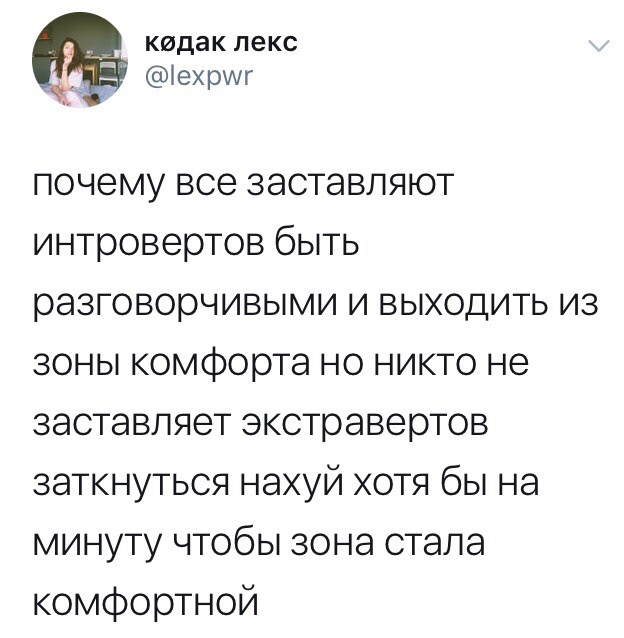 кødак лекс
@lexpwr
почему все заставляют
интровертов быть
разговорчивыми и выходить из
зоны комфорта но никто не
заставляет экстравертов
заткнуться нахуй хотя бы на
минуту чтобы зона стала
комфортной